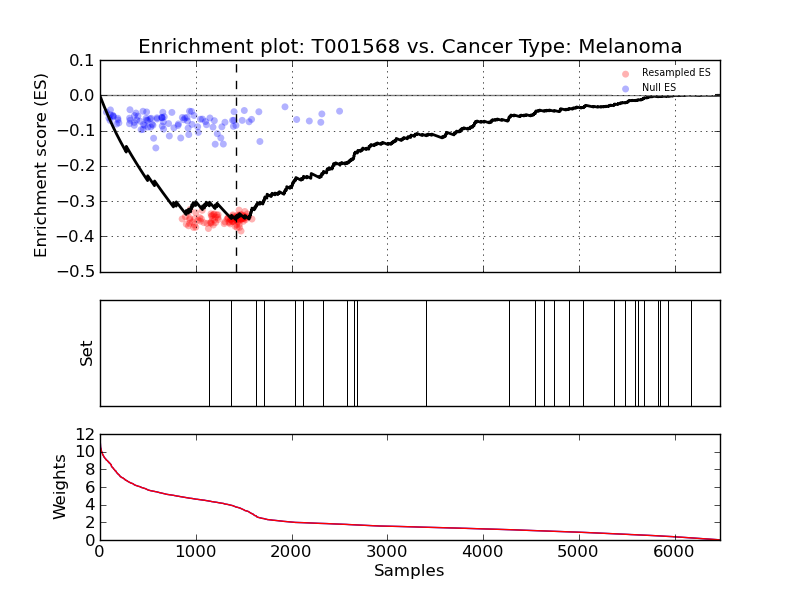 Enrichment plot: T001568 vs. Cancer Type: Melanoma
0.1
0.0
−0.1
−0.2
−0.3
−0.4
−0.5
Enrichment score (ES)
Resampled ES
Null ES
Set
12
10
8
6
4
2
0
Weights
0 1000 2000 3000 4000 5000 6000
Samples